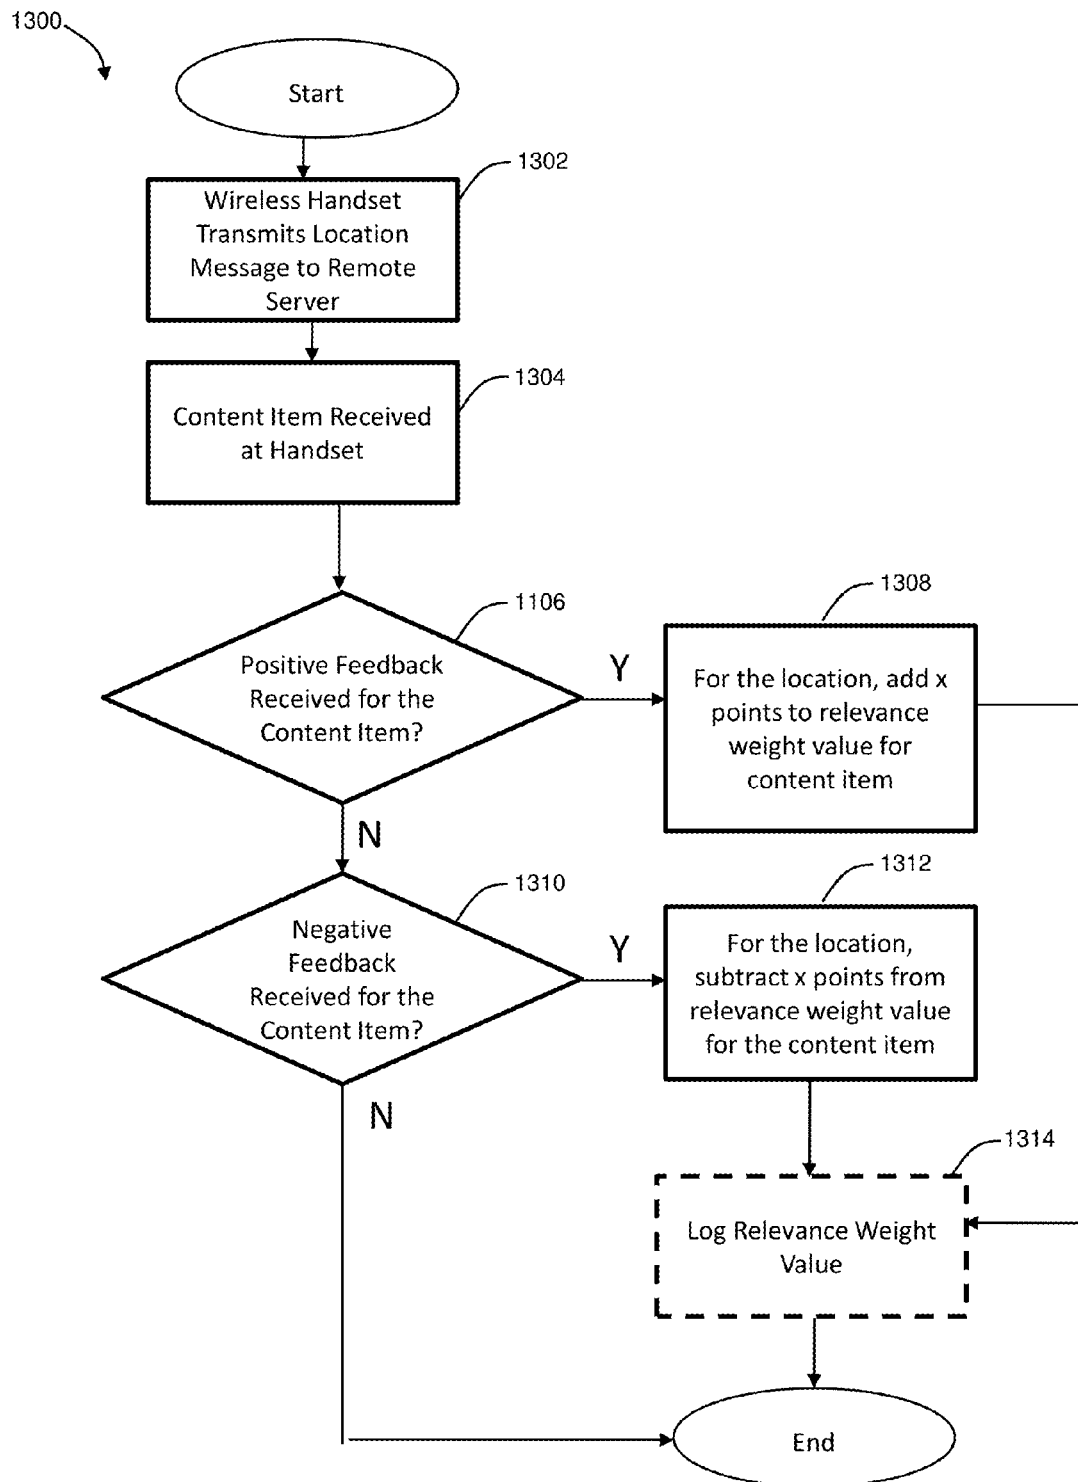 1300
Start
1302
Wireless Handset
Transmits Location
Message to Remote
Server
1304
Content Item Received
at Handset
1106
Positive Feedback
Received for the
Content Item?
Y
1308
For the location, add x
points to relevance
weight value for
content item
N
1310
Negative
Feedback
Received for the
Content Item?
Y
1312
For the location,
subtract x points from
relevance weight value
for the content item
N
1314
Log Relevance Weight
Value
End